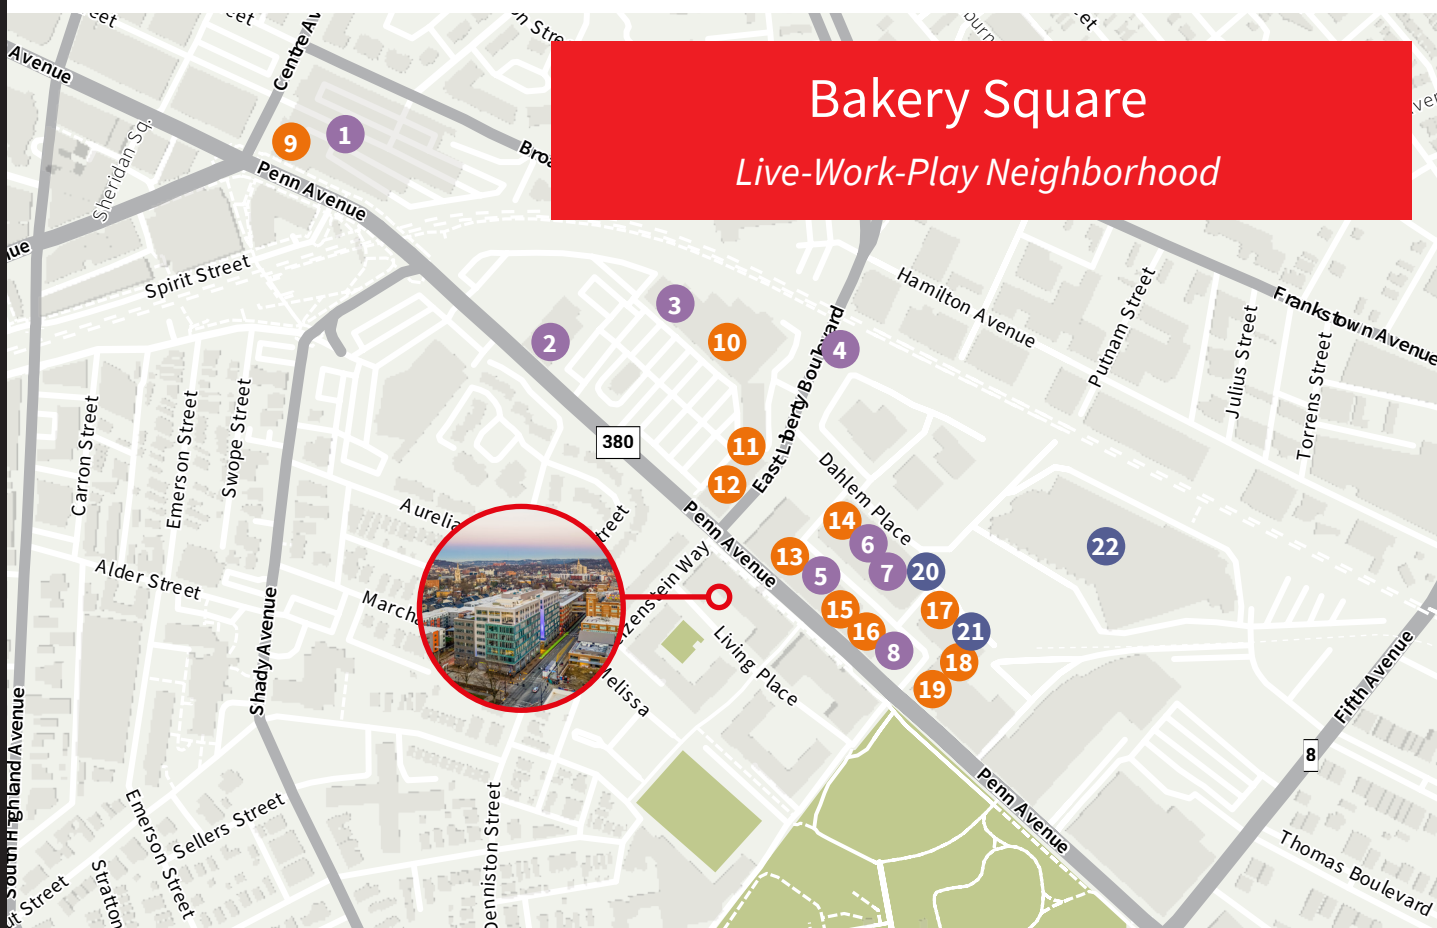 Bakery Square
Live-Work-Play Neighborhood
Avenue
Centre Av
Sheridan Sq.
Penn Avenue
Spirit Street
9
1
2
3
10
4
11
12
380
East Liberty Boulevard
Hamilton Avenue
Putnam Street
Julius Street
Torrens Street
Frankstown Avenue
Carron Street
Emerson Street
Swope Street
Alder Street
Shady Avenue
Aurelia
Penn Avenue
Dahlem Place
14
6
13
5
7
20
22
15
17
16
21
8
18
19
Living Place
Melissa
Fifth Avenue
8
Penn Avenue
Thomas Boulevard
South Highland Avenue
Emerson Street
Sellers Street
Stratton
Denniston Street